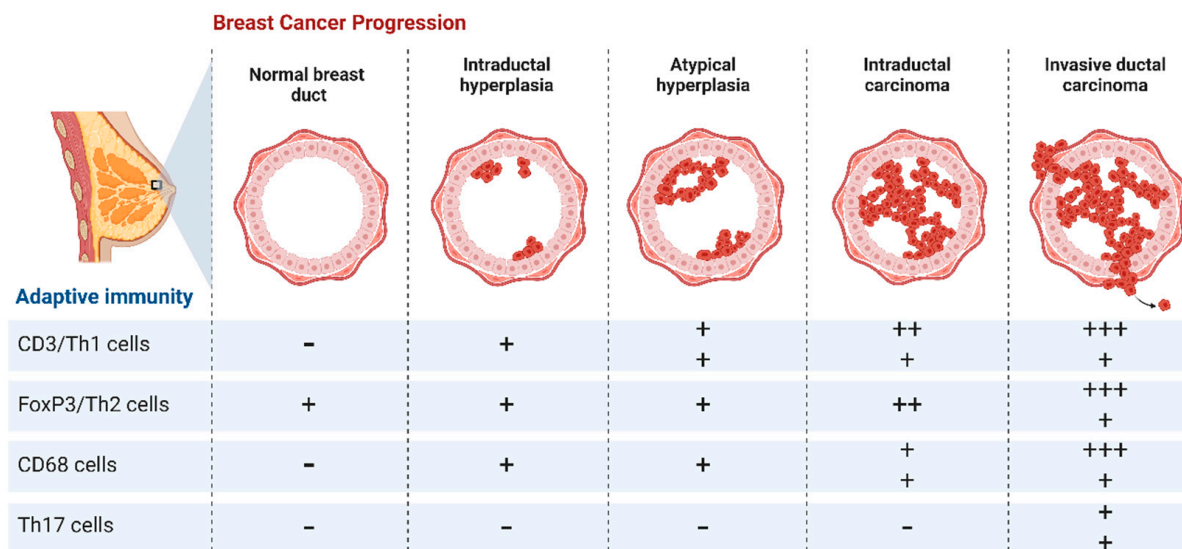 Breast Cancer Progression
Normal breast
duct
Intraductal
hyperplasia
Atypical
hyperplasia
Intraductal
carcinoma
Invasive ductal
carcinoma
Adaptive immunity
CD3/Th1 cells
–
+
+
+
++
+
+++
+
FoxP3/Th2 cells
+
+
+
++
+++
+
CD68 cells
–
+
+
+
+
+++
+
Th17 cells
–
–
–
–
+
+